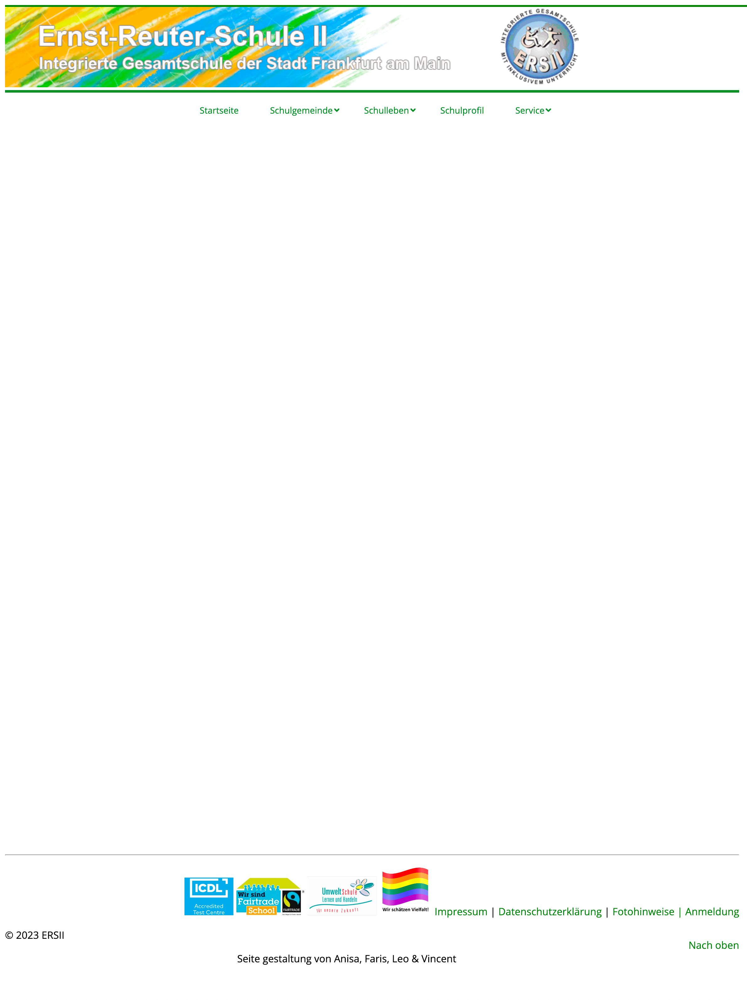 Ernst-Reuter-Schule II
Integrierte Gesamtschule der Stadt Frankfurt am Main
INTEGRIERTE GESAMTSCHULE
ERSII
MIT INKLUSIVEM UNTERRICHT
Startseite Schulgemeinde Schulleben Schulprofil Service
ICDL
Accredited
Test Centre
Wir sind
Fairtrade
School
FAIRTRADE
UmweltSchule
Lernen und Handeln
für unsere Zukunft
Wir schätzen Vielfalt!
Impressum | Datenschutzerklärung | Fotohinweise | Anmeldung
© 2023 ERSII
Nach oben
Seite gestaltung von Anisa, Faris, Leo & Vincent